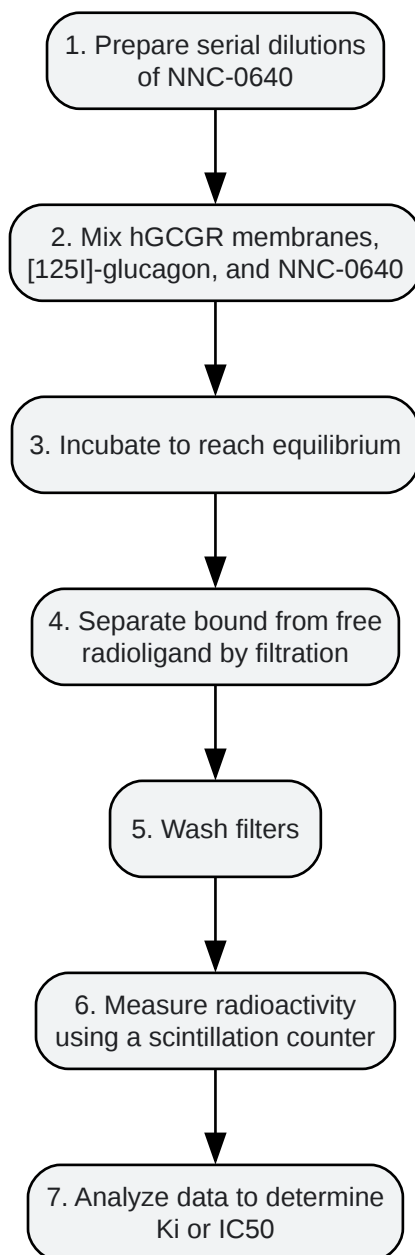 1. Prepare serial dilutions
of NNC-0640
2. Mix hGCGR membranes,
[125I]-glucagon, and NNC-0640
3. Incubate to reach equilibrium
4. Separate bound from free
radioligand by filtration
5. Wash filters
6. Measure radioactivity
using a scintillation counter
7. Analyze data to determine
Ki or IC50